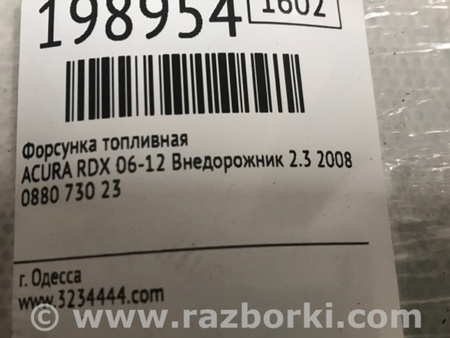 198954
1602
Форсунка топливная
ACURA RDX 06-12 Внедорожник 2.3 2008
0880 730 23
г. Одесса
www.3234444.com
© www.razborki.com